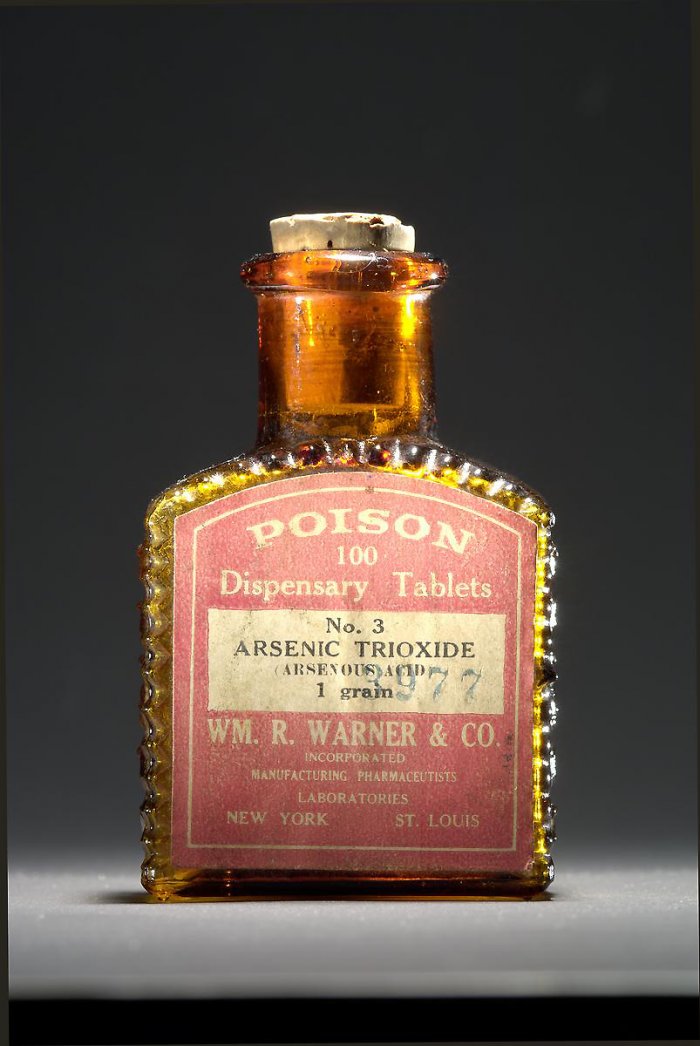 POISON
100
Dispensary Tablets
No. 3
ARSENIC TRIOXIDE
(ARSENOUS ACID)
1 grain
3977
WM. R. WARNER & CO.
INCORPORATED
MANUFACTURING PHARMACEUTISTS
LABORATORIES
NEW YORK ST. LOUIS